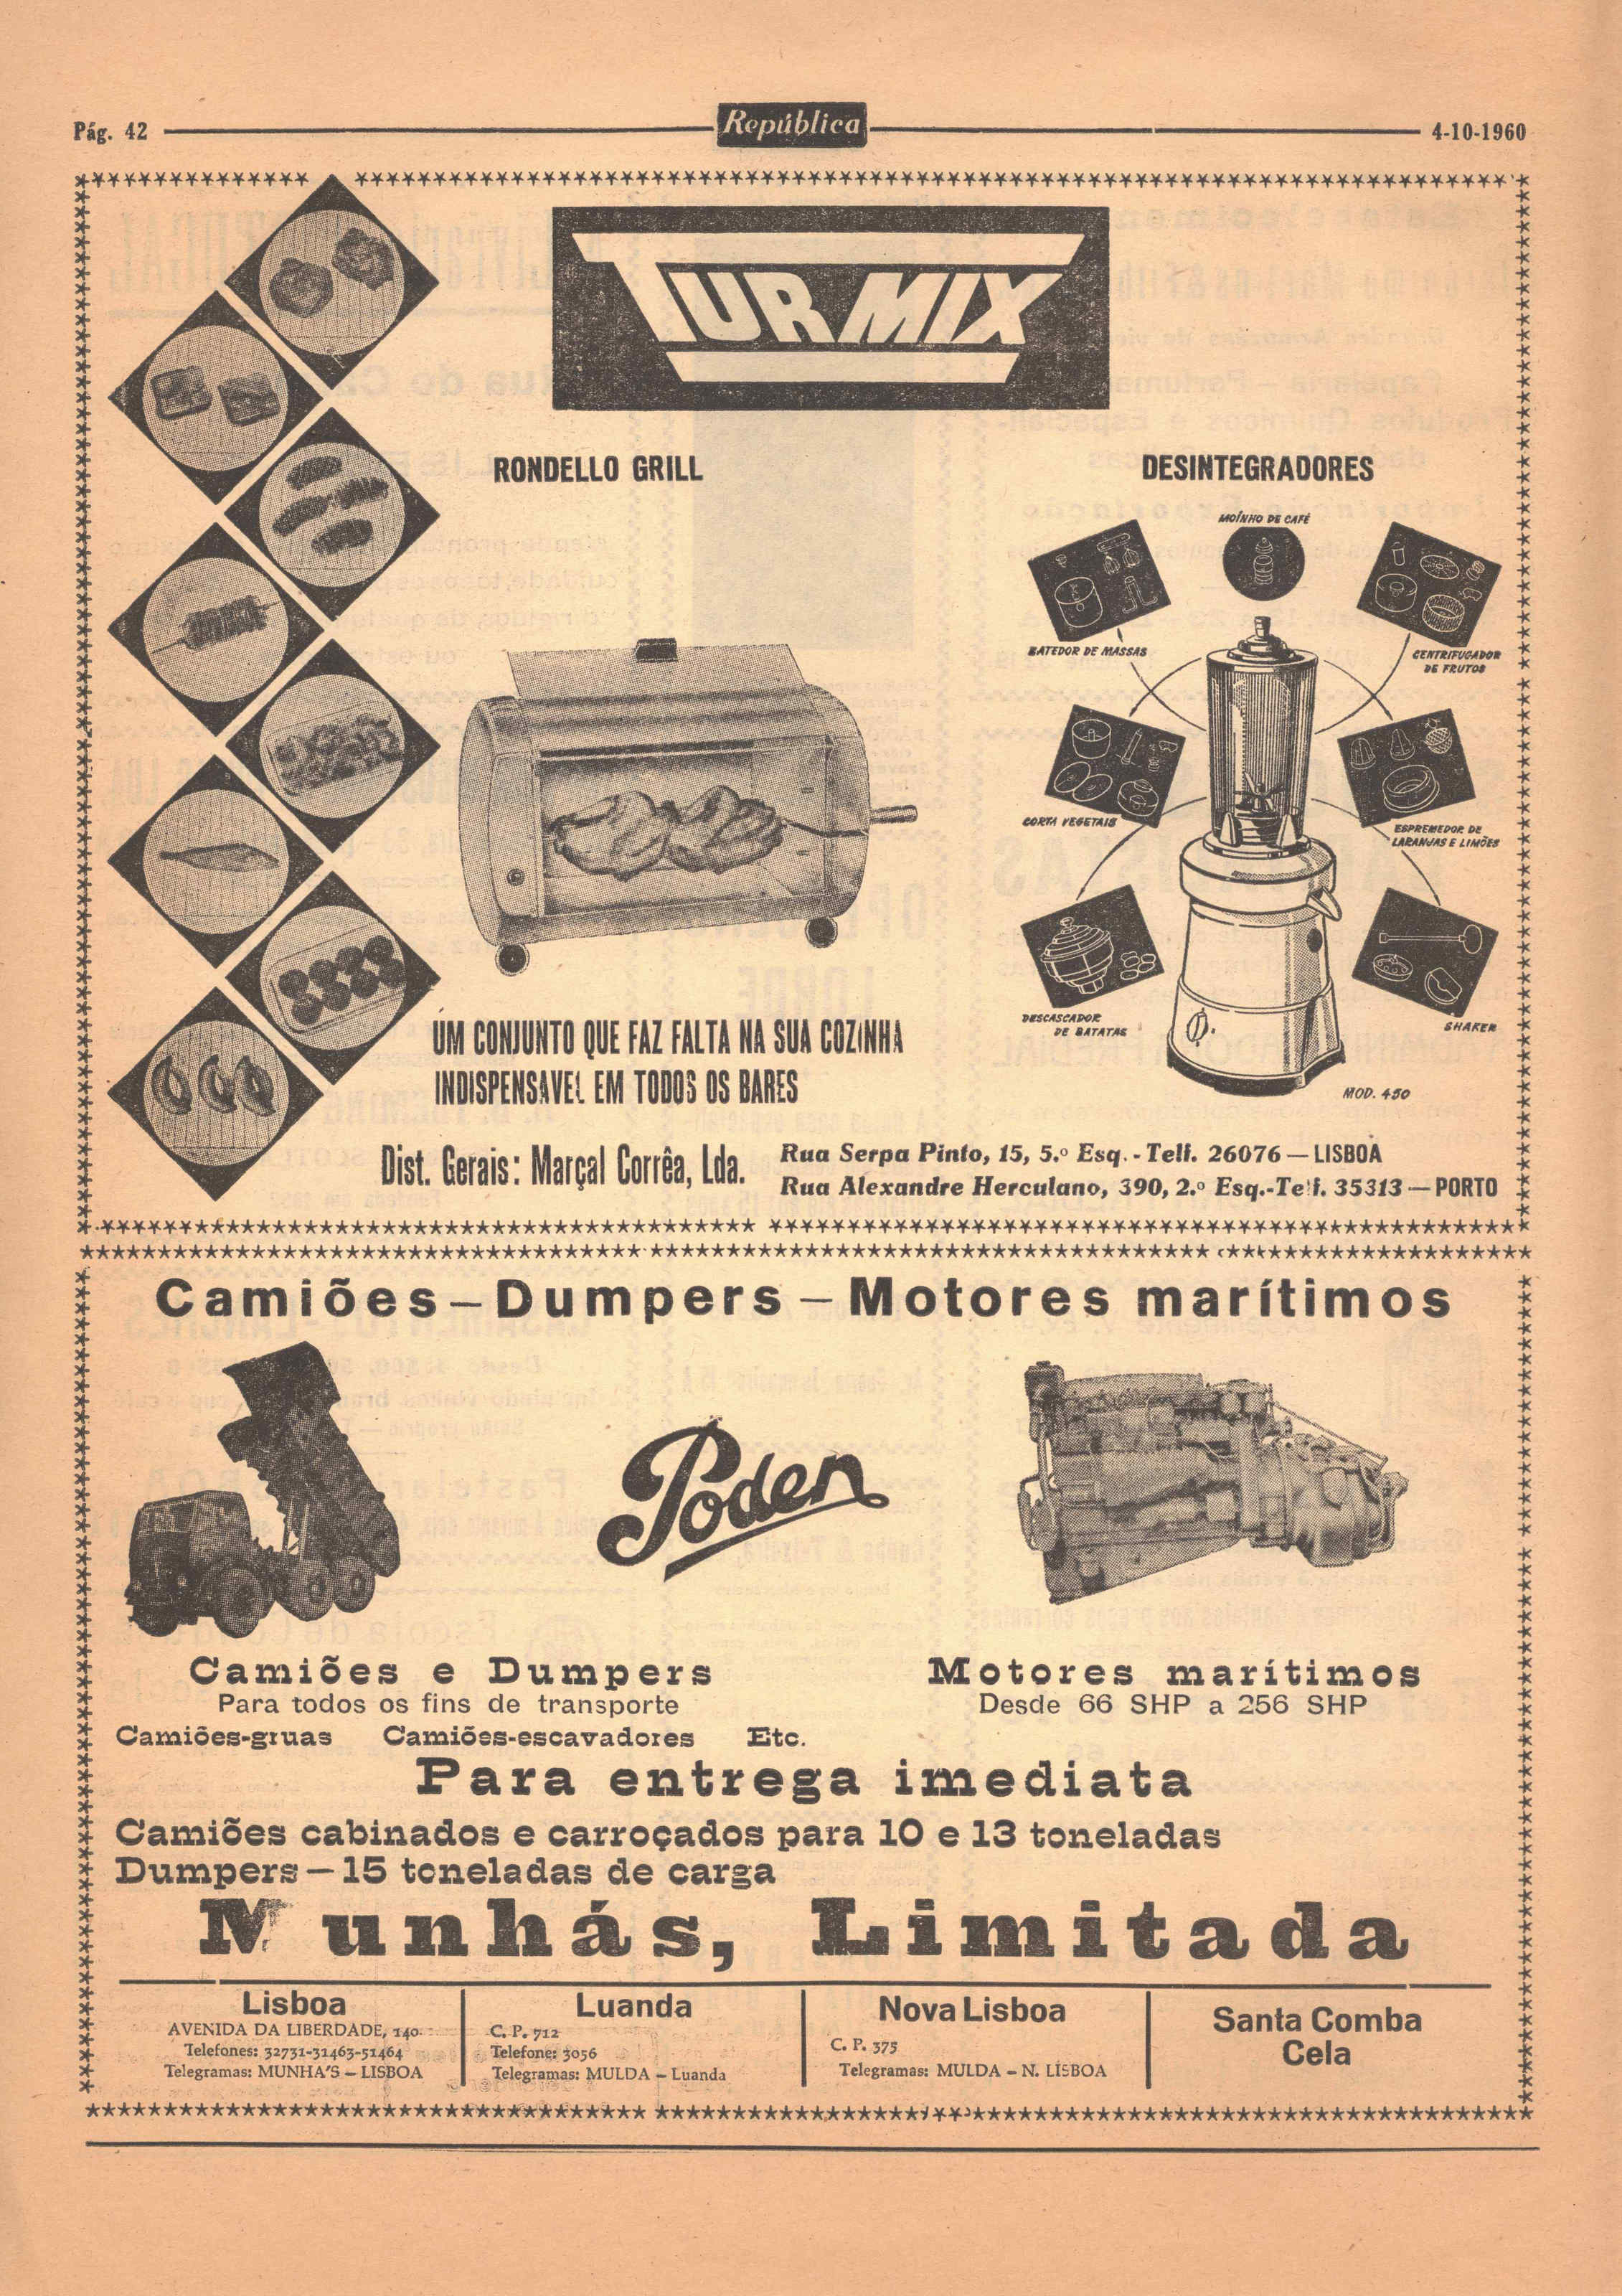 Pág. 42
República
4-10-1960
TURMIX
RONDELLO GRILL
DESINTEGRADORES
MOÍNHO DE CAFÉ
BATEDOR DE MASSAS
CENTRIFUGADOR
DE FRUTOS
CORTA VEGETAIS
ESPREMEDOR DE
LARANJAS E LIMÕES
DESCASCADOR
DE BATATAS
SHAKER
MOD. 450
UM CONJUNTO QUE FAZ FALTA NA SUA COZINHA
INDISPENSAVEL EM TODOS OS BARES
Dist. Gerais: Marçal Corrêa, Lda.
Rua Serpa Pinto, 15, 5.º Esq. - Telf. 26076 — LISBOA
Rua Alexandre Herculano, 390, 2.º Esq.-Telf. 35313 — PORTO
Camiões — Dumpers — Motores marítimos
Foden
Camiões e Dumpers
Para todos os fins de transporte
Camiões-gruas Camiões-escavadores Etc.
Motores marítimos
Desde 66 SHP a 256 SHP
Para entrega imediata
Camiões cabinados e carroçados para 10 e 13 toneladas
Dumpers — 15 toneladas de carga
Munhás, Limitada
Lisboa
AVENIDA DA LIBERDADE, 140
Telefones: 32731-31463-51464
Telegramas: MUNHA'S — LISBOA
Luanda
C. P. 712
Telefone: 3056
Telegramas: MULDA — Luanda
Nova Lisboa
C. P. 375
Telegramas: MULDA — N. LISBOA
Santa Comba
Cela